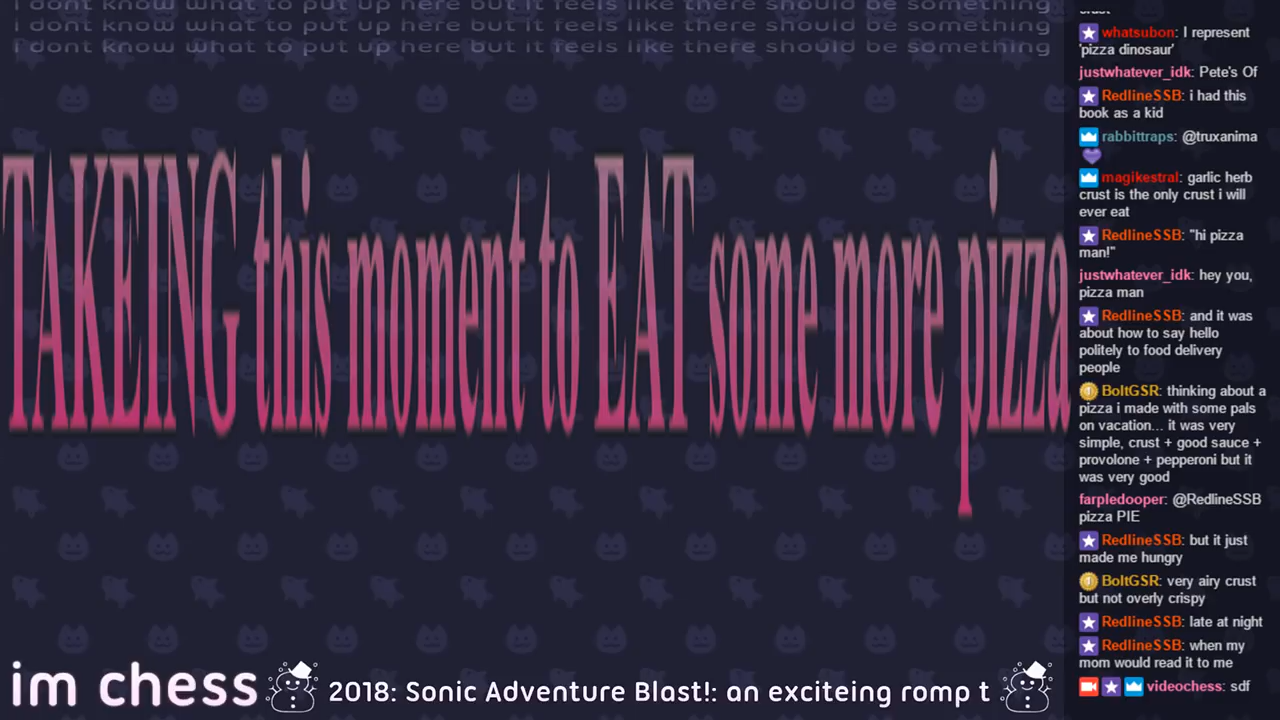 I dont know what to put up here but it feels like there should be something
I dont know what to put up here but it feels like there should be something
I dont know what to put up here but it feels like there should be something
TAKEING this moment to EAT some more pizza
im chess
2018: Sonic Adventure Blast!: an exciteing romp t
crust
whatsubon: I represent
'pizza dinosaur'
justwhatever_idk: Pete's Of
RedlineSSB: i had this
book as a kid
rabbittraps: @truxanima
magikestral: garlic herb
crust is the only crust i will
ever eat
RedlineSSB: "hi pizza
man!"
justwhatever_idk: hey you,
pizza man
RedlineSSB: and it was
about how to say hello
politely to food delivery
people
BoltGSR: thinking about a
pizza i made with some pals
on vacation... it was very
simple, crust + good sauce +
provolone + pepperoni but it
was very good
farpledooper: @RedlineSSB
pizza PIE
RedlineSSB: but it just
made me hungry
BoltGSR: very airy crust
but not overly crispy
RedlineSSB: late at night
RedlineSSB: when my
mom would read it to me
videochess: sdf